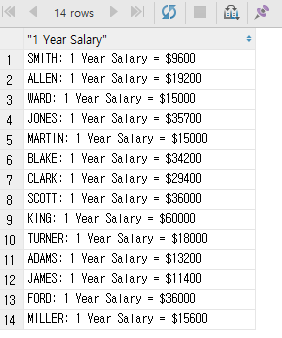 14 rows
"1 Year Salary"
1 SMITH: 1 Year Salary = $9600
2 ALLEN: 1 Year Salary = $19200
3 WARD: 1 Year Salary = $15000
4 JONES: 1 Year Salary = $35700
5 MARTIN: 1 Year Salary = $15000
6 BLAKE: 1 Year Salary = $34200
7 CLARK: 1 Year Salary = $29400
8 SCOTT: 1 Year Salary = $36000
9 KING: 1 Year Salary = $60000
10 TURNER: 1 Year Salary = $18000
11 ADAMS: 1 Year Salary = $13200
12 JAMES: 1 Year Salary = $11400
13 FORD: 1 Year Salary = $36000
14 MILLER: 1 Year Salary = $15600